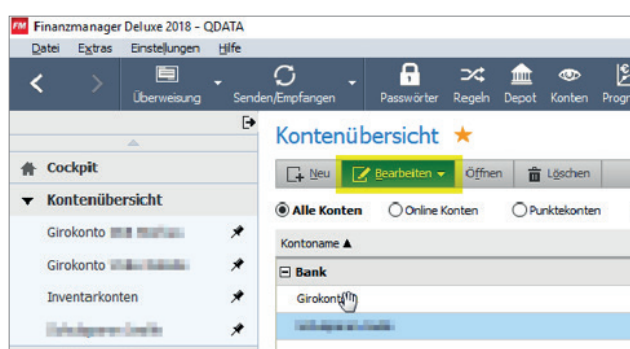 FM Finanzmanager Deluxe 2018 - QDATA
Datei Extras Einstellungen Hilfe
Überweisung Senden/Empfangen Passwörter Regeln Depot Konten Progr
Kontenübersicht
Cockpit
Neu Bearbeiten Öffnen Löschen
Kontenübersicht
Alle Konten Online Konten Punktekonten
Girokonto
Kontoname
Girokonto
Bank
Inventarkonten
Girokont